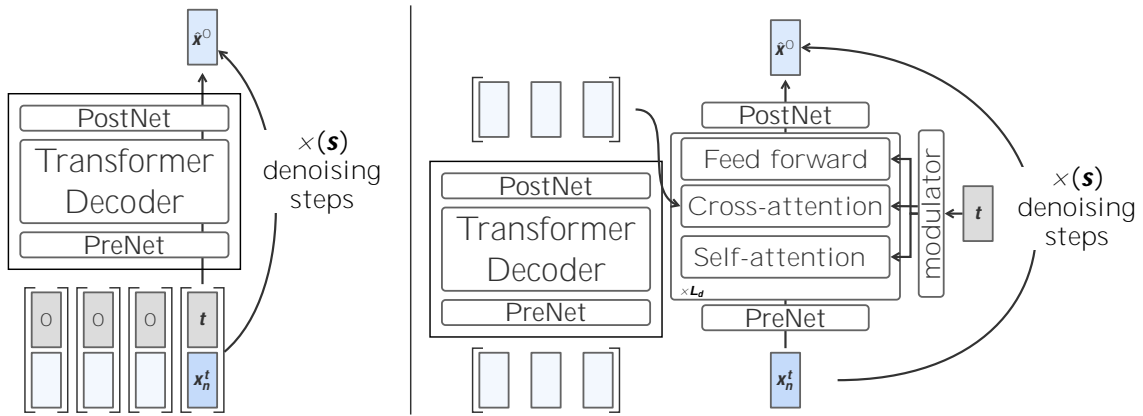 x̂⁰
PostNet
Transformer
Decoder
PreNet
0
0
0
t
xₙᵗ
×(s)
denoising
steps
PostNet
Transformer
Decoder
PreNet
x̂⁰
PostNet
Feed forward
Cross-attention
Self-attention
×L_d
PreNet
xₙᵗ
modulator
t
×(s)
denoising
steps